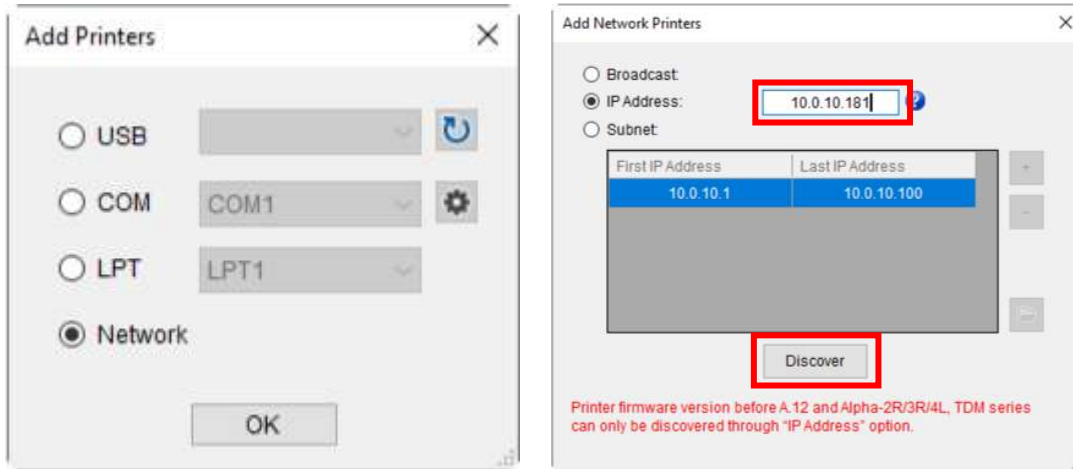 Add Printers
USB
COM COM1
LPT LPT1
Network
OK
Add Network Printers
Broadcast:
IP Address: 10.0.10.181 ?
Subnet:
First IP Address Last IP Address
10.0.10.1 10.0.10.100
+
-
Discover
Printer firmware version before A.12 and Alpha-2R/3R/4L, TDM series
can only be discovered through "IP Address" option.